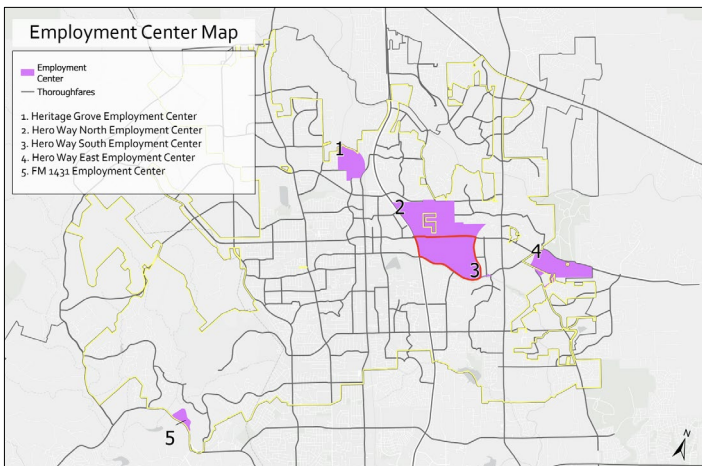 Employment Center Map
Employment
Center
Thoroughfares
1. Heritage Grove Employment Center
2. Hero Way North Employment Center
3. Hero Way South Employment Center
4. Hero Way East Employment Center
5. FM 1431 Employment Center
1
2
3
4
5
N